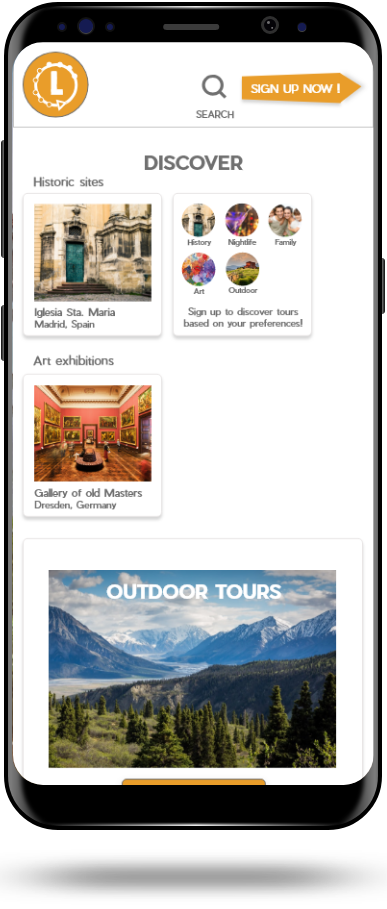 L
SIGN UP NOW !
SEARCH
DISCOVER
Historic sites
Iglesia Sta. Maria
Madrid, Spain
History
Nightlife
Family
Art
Outdoor
Sign up to discover tours
based on your preferences!
Art exhibitions
Gallery of old Masters
Dresden, Germany
OUTDOOR TOURS